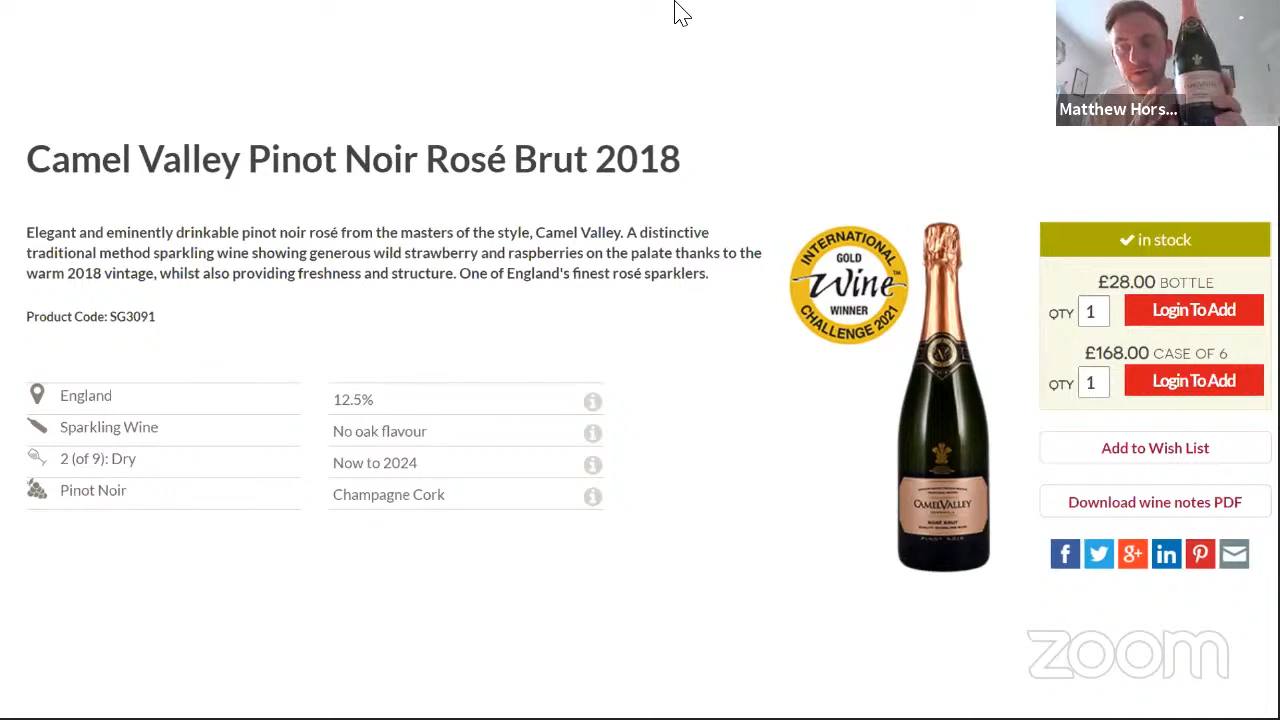 Matthew Hors...
Camel Valley Pinot Noir Rosé Brut 2018
Elegant and eminently drinkable pinot noir rosé from the masters of the style, Camel Valley. A distinctive
traditional method sparkling wine showing generous wild strawberry and raspberries on the palate thanks to the
warm 2018 vintage, whilst also providing freshness and structure. One of England's finest rosé sparklers.
Product Code: SG3091
England
Sparkling Wine
2 (of 9): Dry
Pinot Noir
12.5%
No oak flavour
Now to 2024
Champagne Cork
INTERNATIONAL
GOLD
Wine™
WINNER
CHALLENGE 2021
CAMEL VALLEY
ROSÉ BRUT
PINOT NOIR
in stock
£28.00 BOTTLE
QTY 1 Login To Add
£168.00 CASE OF 6
QTY 1 Login To Add
Add to Wish List
Download wine notes PDF
f g+ in
zoom